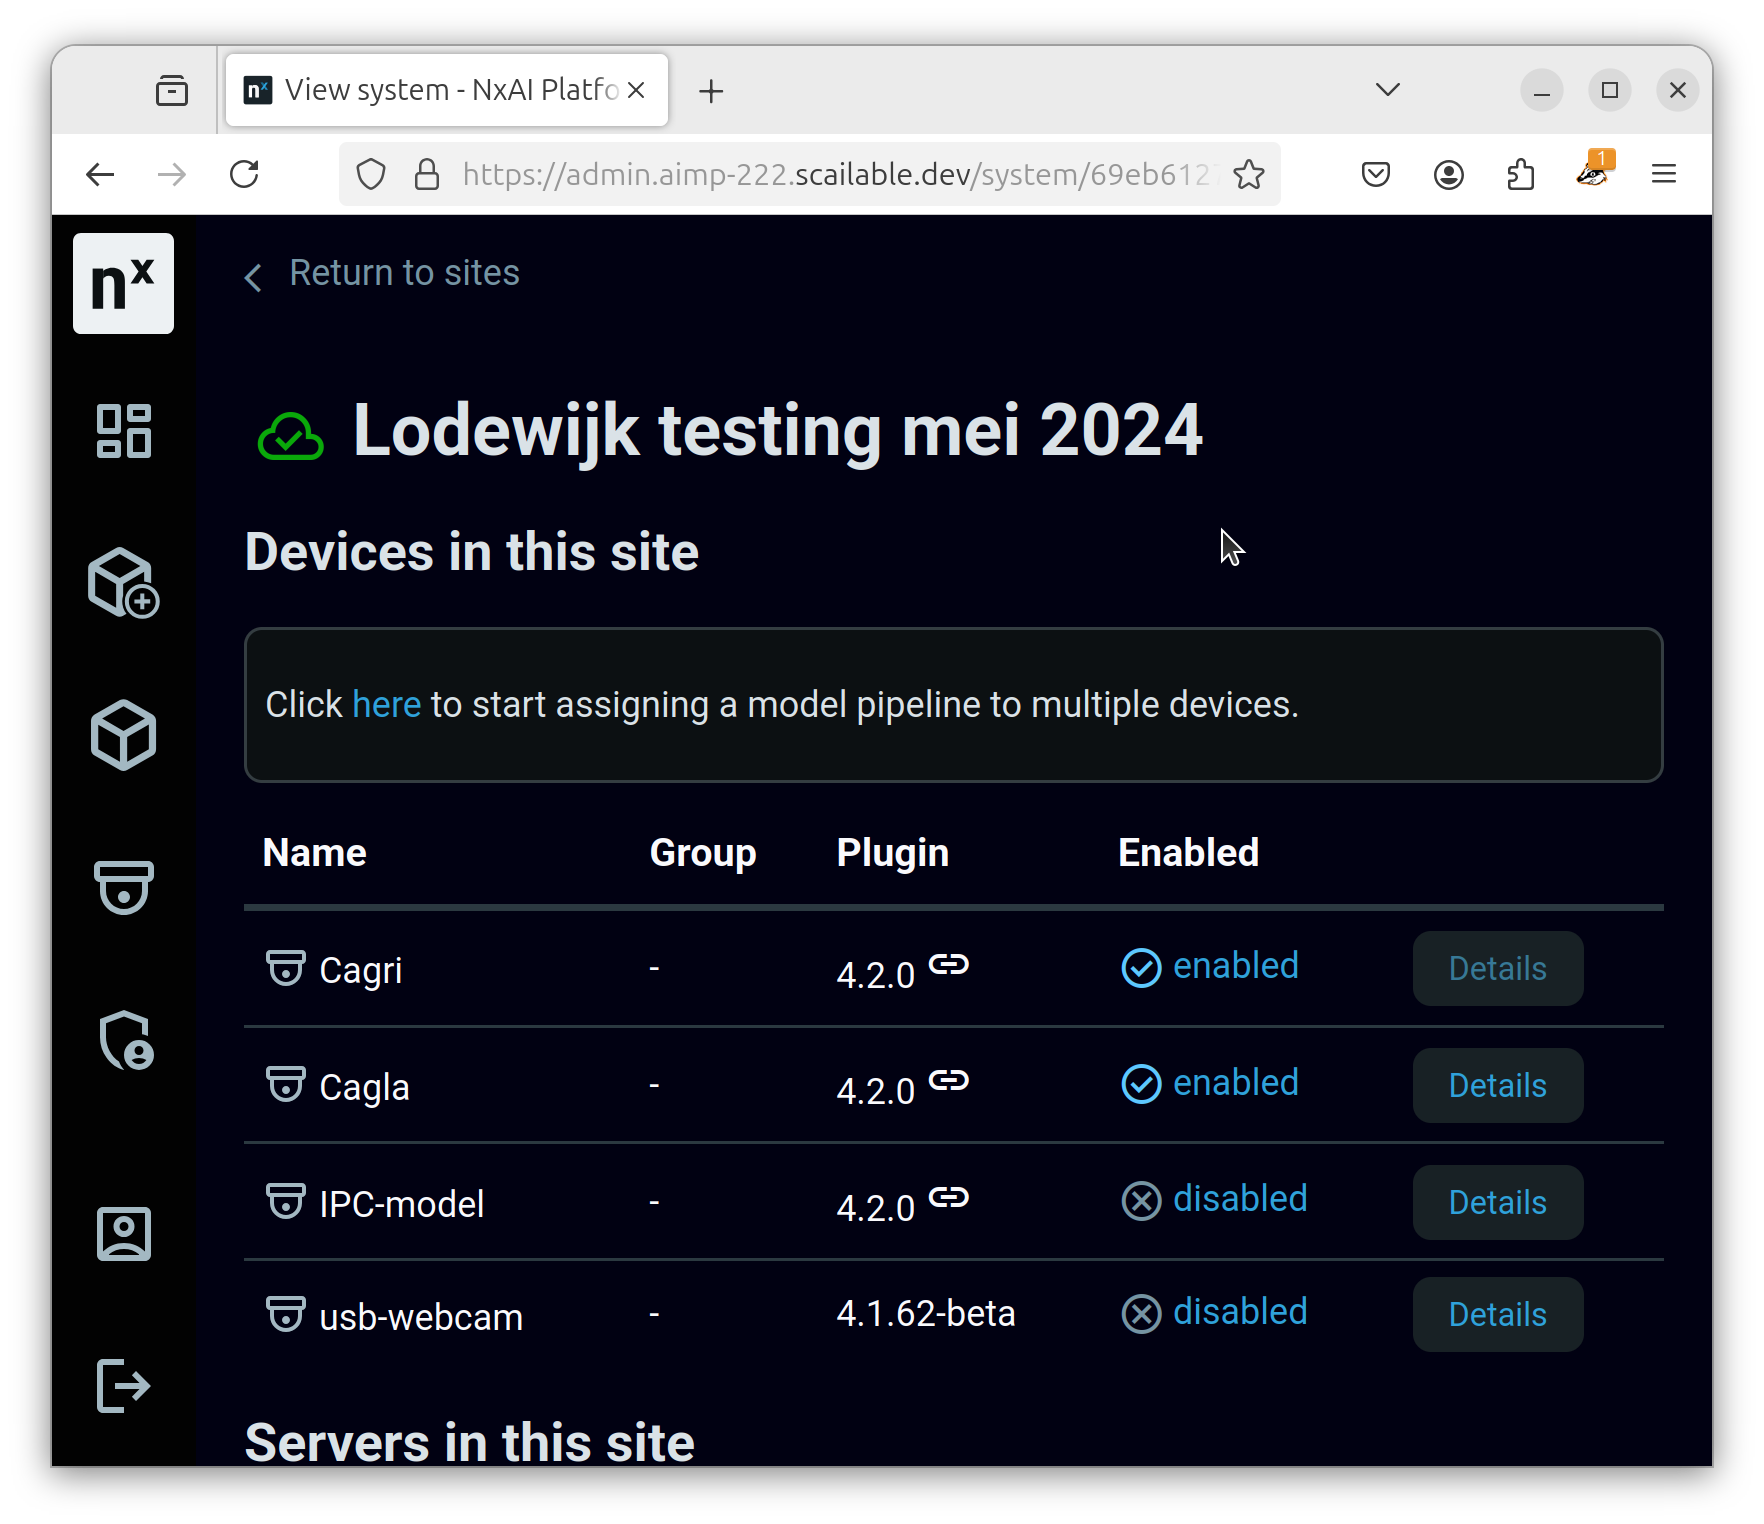 View system - NxAI Platfo
https://admin.aimp-222.scailable.dev/system/69eb612
1
nx
Return to sites
Lodewijk testing mei 2024
Devices in this site
Click here to start assigning a model pipeline to multiple devices.
Name Group Plugin Enabled
Cagri - 4.2.0 enabled Details
Cagla - 4.2.0 enabled Details
IPC-model - 4.2.0 disabled Details
usb-webcam - 4.1.62-beta disabled Details
Servers in this site